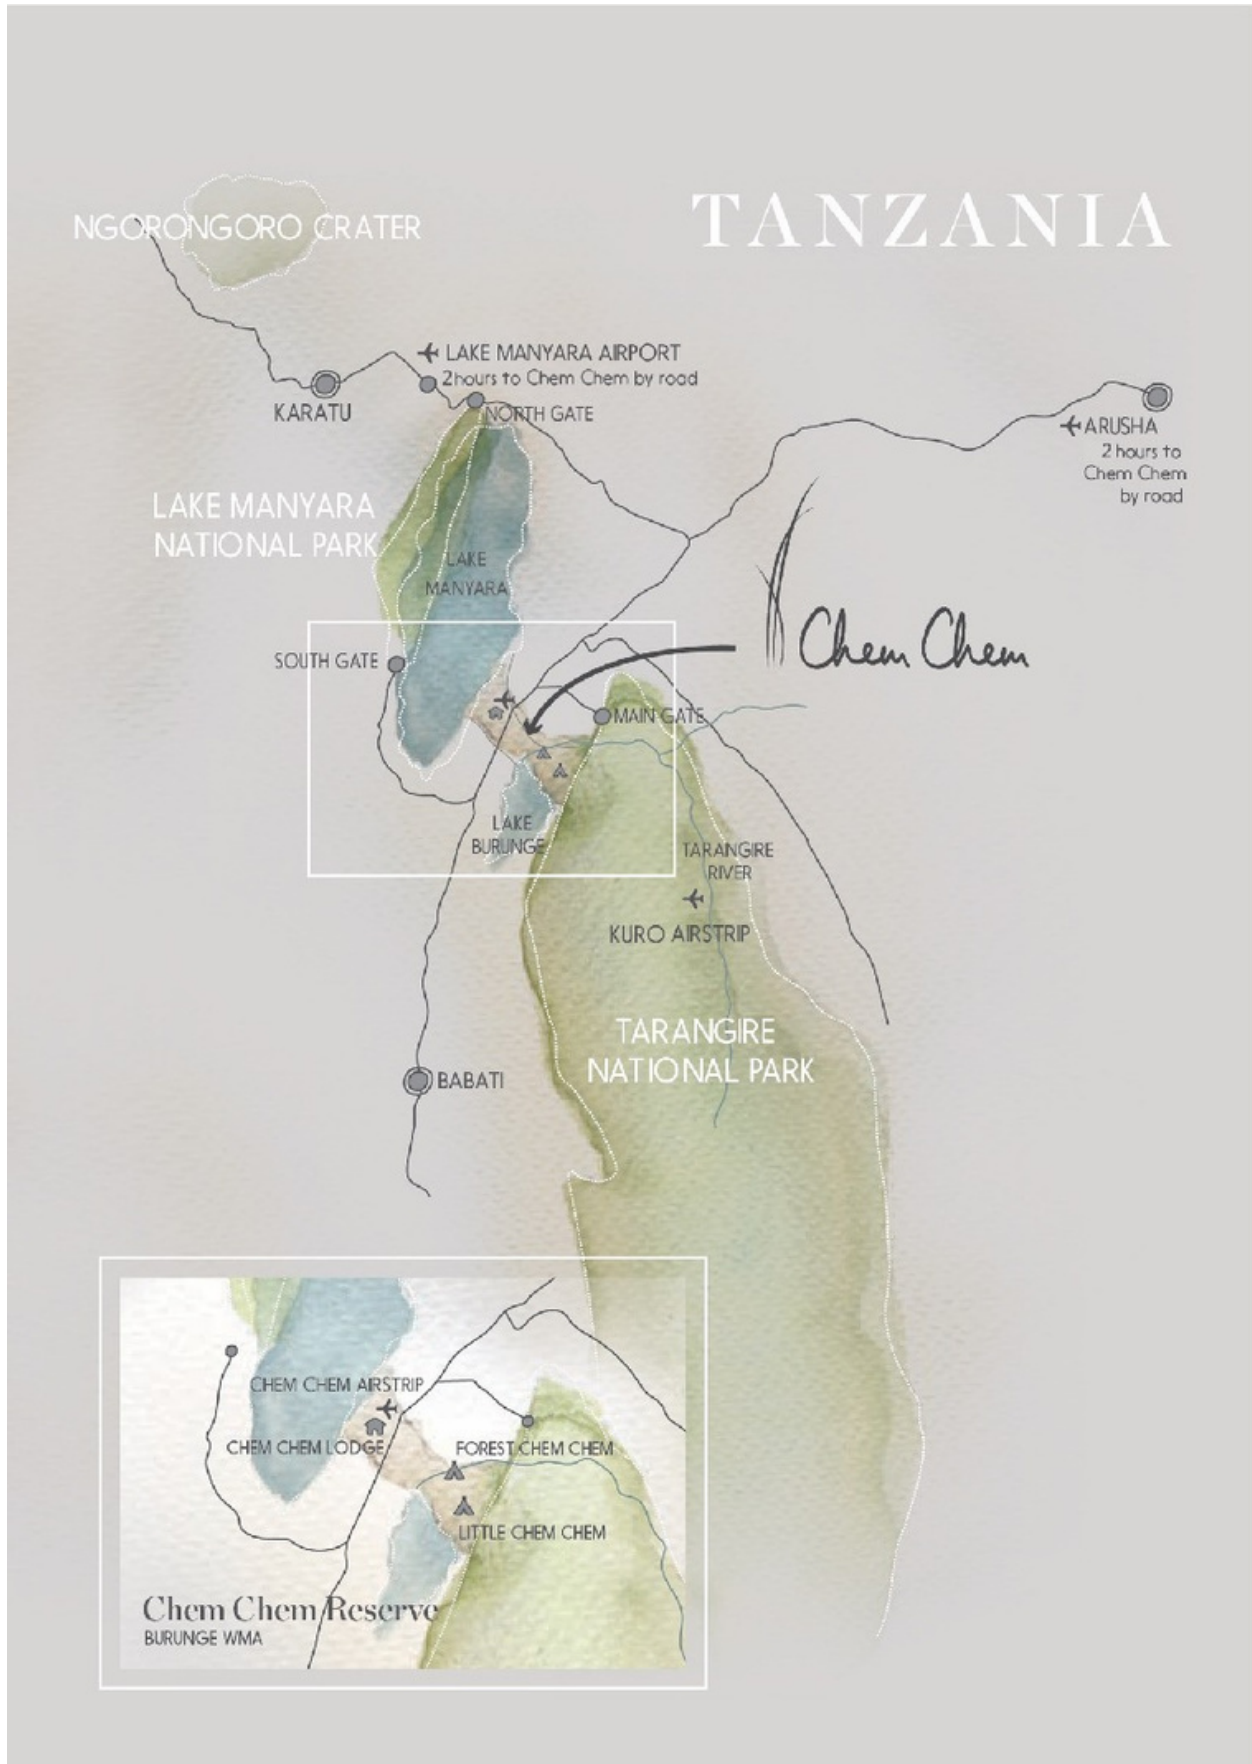 TANZANIA
NGORONGORO CRATER
LAKE MANYARA AIRPORT
2hours to Chem Chem by road
KARATU
NORTH GATE
ARUSHA
2 hours to
Chem Chem
by road
LAKE MANYARA
NATIONAL PARK
LAKE
MANYARA
Chem Chem
SOUTH GATE
MAIN GATE
LAKE
BURUNGE
TARANGIRE
RIVER
KURO AIRSTRIP
TARANGIRE
NATIONAL PARK
BABATI
CHEM CHEM AIRSTRIP
CHEM CHEM LODGE
FOREST CHEM CHEM
LITTLE CHEM CHEM
Chem Chem Reserve
BURUNGE WMA